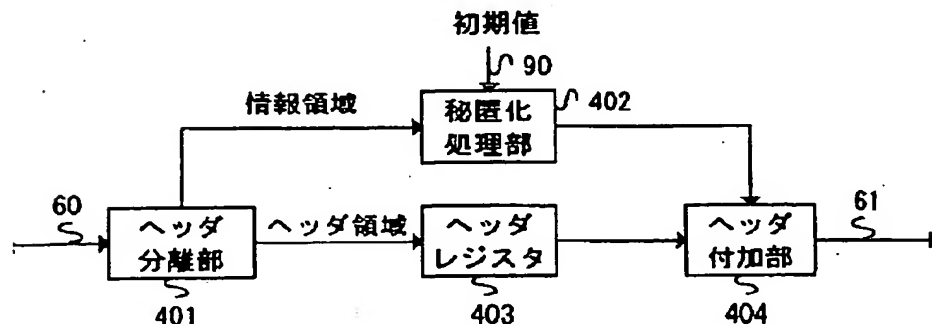 初期値
90
情報領域
秘匿化
処理部
402
60
ヘッダ
分離部
ヘッダ領域
ヘッダ
レジスタ
ヘッダ
付加部
61
401
403
404